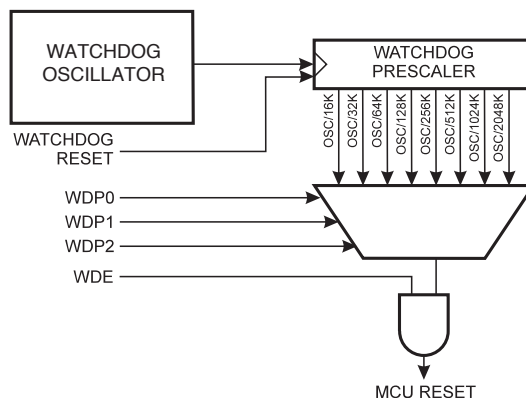 WATCHDOG
OSCILLATOR
WATCHDOG
PRESCALER
WATCHDOG
RESET
OSC/16K
OSC/32K
OSC/64K
OSC/128K
OSC/256K
OSC/512K
OSC/1024K
OSC/2048K
WDP0
WDP1
WDP2
WDE
MCU RESET